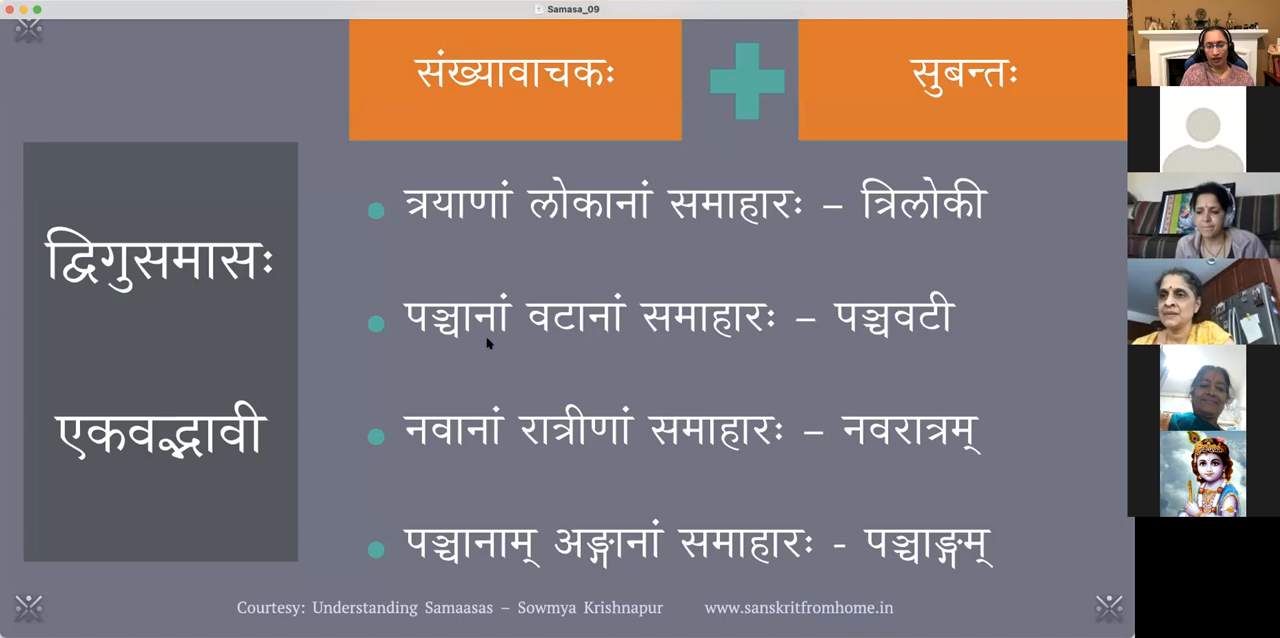 Samasa_09
संख्यावाचकः
सुबन्तः
द्विगुसमासः
एकवद्भावी
त्रयाणां लोकानां समाहारः – त्रिलोकी
पञ्चानां वटानां समाहारः – पञ्चवटी
नवानां रात्रीणां समाहारः – नवरात्रम्
पञ्चानाम् अङ्गानां समाहारः - पञ्चाङ्गम्
Courtesy: Understanding Samaasas – Sowmya Krishnapur www.sanskritfromhome.in